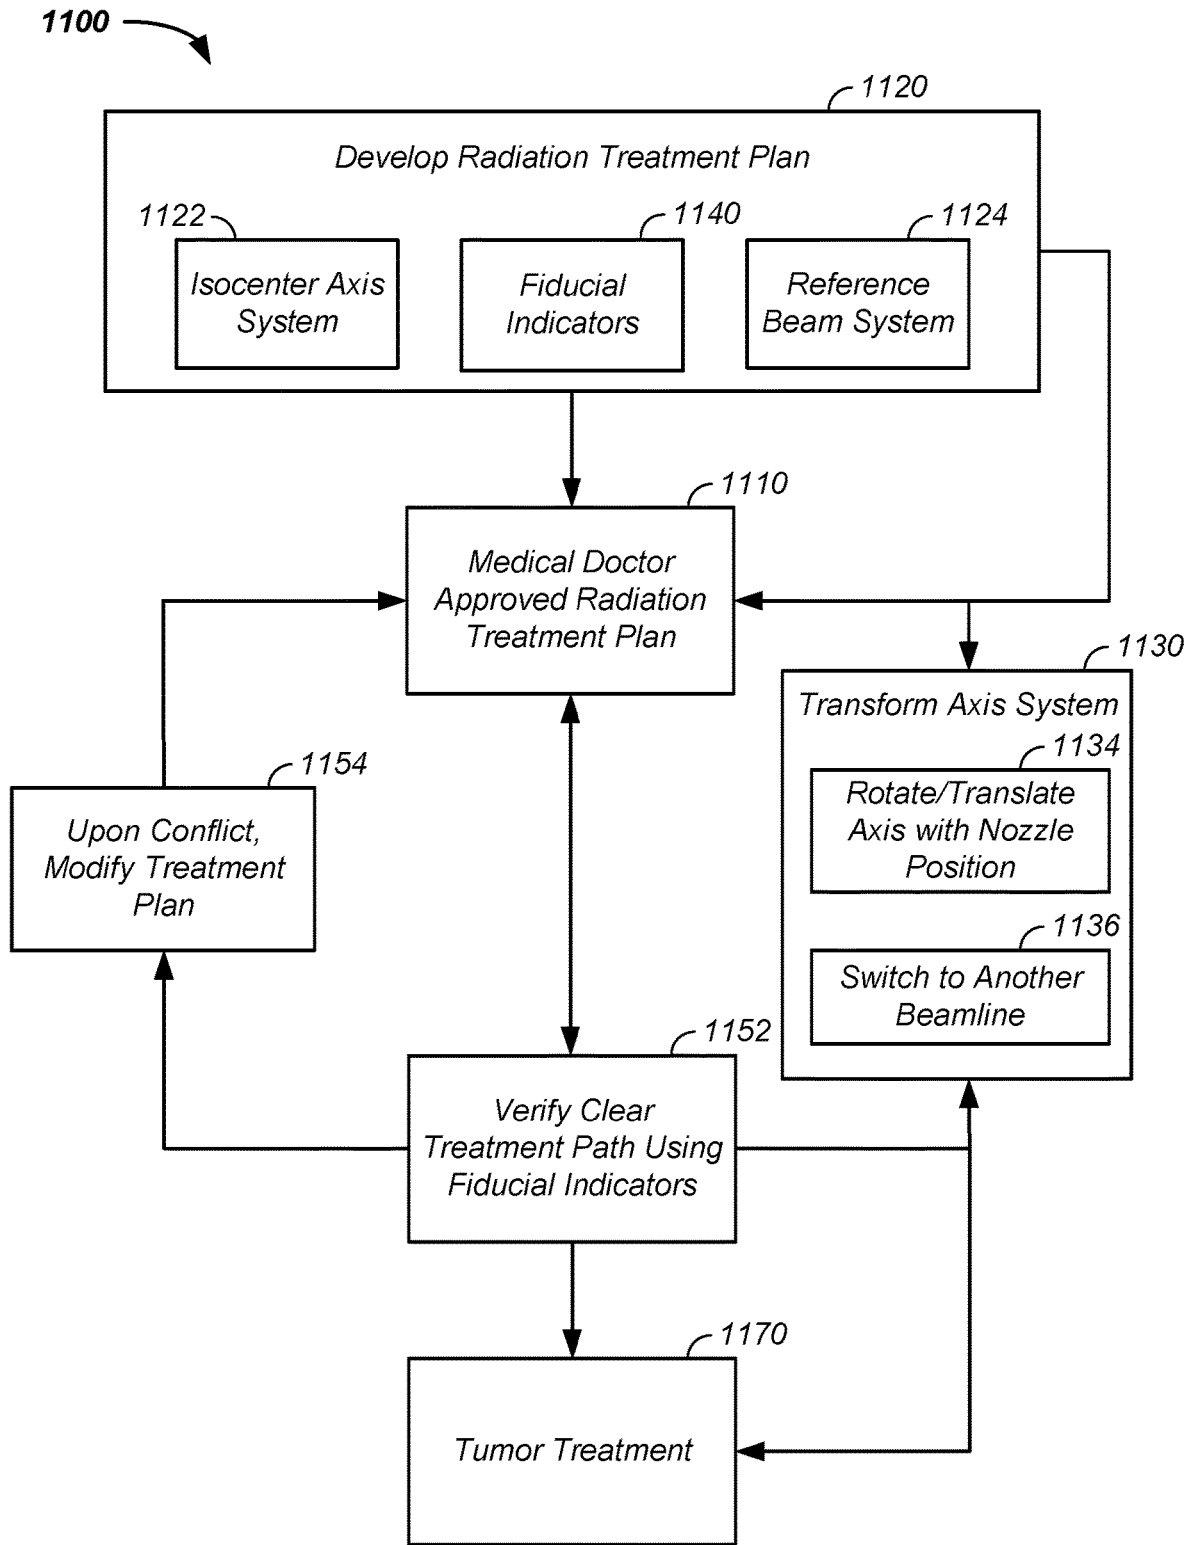 1100
1120
Develop Radiation Treatment Plan
1122
1140
1124
Isocenter Axis
System
Fiducial
Indicators
Reference
Beam System
1110
Medical Doctor
Approved Radiation
Treatment Plan
1130
Transform Axis System
1134
Rotate/Translate
Axis with Nozzle
Position
1154
Upon Conflict,
Modify Treatment
Plan
1136
Switch to Another
Beamline
1152
Verify Clear
Treatment Path Using
Fiducial Indicators
1170
Tumor Treatment